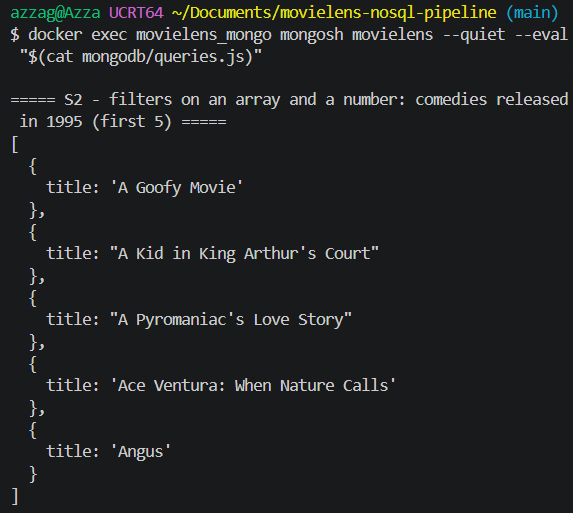 azzag@Azza UCRT64 ~/Documents/movielens-nosql-pipeline (main)
$ docker exec movielens_mongo mongosh movielens --quiet --eval
 "$(cat mongodb/queries.js)"

===== S2 - filters on an array and a number: comedies released
 in 1995 (first 5) =====
[
  {
    title: 'A Goofy Movie'
  },
  {
    title: "A Kid in King Arthur's Court"
  },
  {
    title: "A Pyromaniac's Love Story"
  },
  {
    title: 'Ace Ventura: When Nature Calls'
  },
  {
    title: 'Angus'
  }
]